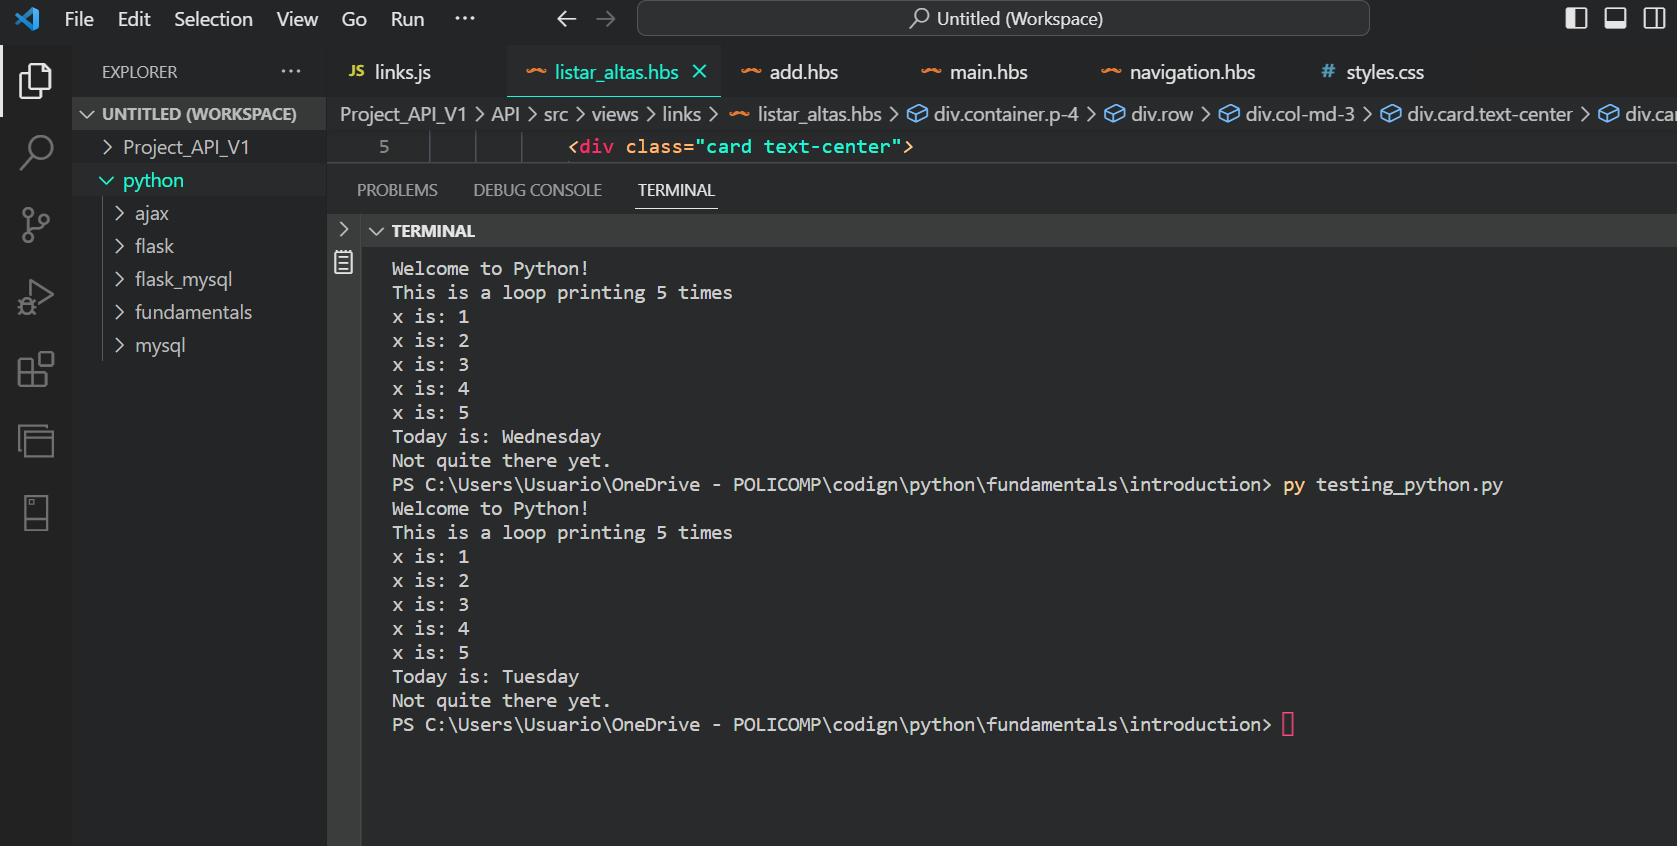 File Edit Selection View Go Run ···
Untitled (Workspace)
EXPLORER ···
JS links.js
listar_altas.hbs
add.hbs
main.hbs
navigation.hbs
# styles.css
UNTITLED (WORKSPACE)
Project_API_V1
python
ajax
flask
flask_mysql
fundamentals
mysql
Project_API_V1 > API > src > views > links > listar_altas.hbs > div.container.p-4 > div.row > div.col-md-3 > div.card.text-center > div.ca
5 <div class="card text-center">
PROBLEMS DEBUG CONSOLE TERMINAL
TERMINAL
Welcome to Python!
This is a loop printing 5 times
x is: 1
x is: 2
x is: 3
x is: 4
x is: 5
Today is: Wednesday
Not quite there yet.
PS C:\Users\Usuario\OneDrive - POLICOMP\codign\python\fundamentals\introduction> py testing_python.py
Welcome to Python!
This is a loop printing 5 times
x is: 1
x is: 2
x is: 3
x is: 4
x is: 5
Today is: Tuesday
Not quite there yet.
PS C:\Users\Usuario\OneDrive - POLICOMP\codign\python\fundamentals\introduction>